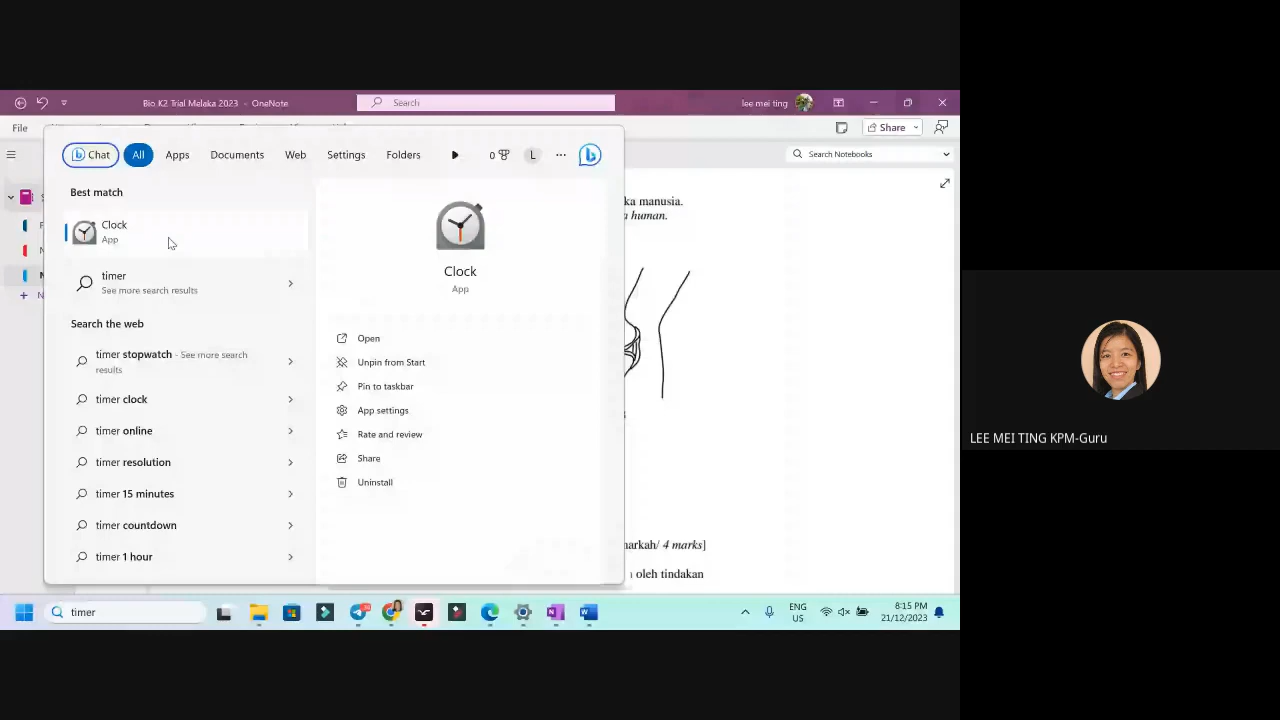 Bio K2 Trial Melaka 2023 - OneNote
Search
lee mei ting
File
Share
Chat
All
Apps
Documents
Web
Settings
Folders
0
L
Search Notebooks
Best match
Clock
App
timer
See more search results
Search the web
timer stopwatch - See more search
results
timer clock
timer online
timer resolution
timer 15 minutes
timer countdown
timer 1 hour
Clock
App
Open
Unpin from Start
Pin to taskbar
App settings
Rate and review
Share
Uninstall
ka manusia.
a human.
markah/ 4 marks]
oleh tindakan
LEE MEI TING KPM-Guru
timer
ENG
US
8:15 PM
21/12/2023